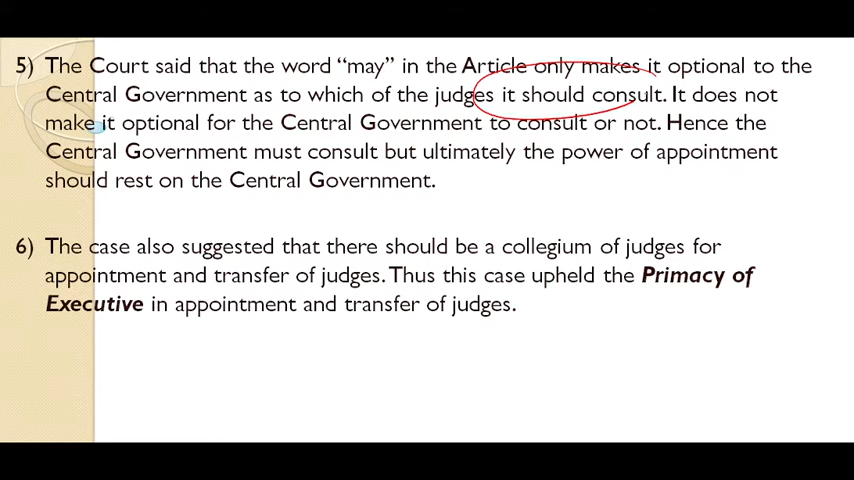 5) The Court said that the word “may” in the Article only makes it optional to the
Central Government as to which of the judges it should consult. It does not
make it optional for the Central Government to consult or not. Hence the
Central Government must consult but ultimately the power of appointment
should rest on the Central Government.
6) The case also suggested that there should be a collegium of judges for
appointment and transfer of judges. Thus this case upheld the Primacy of
Executive in appointment and transfer of judges.